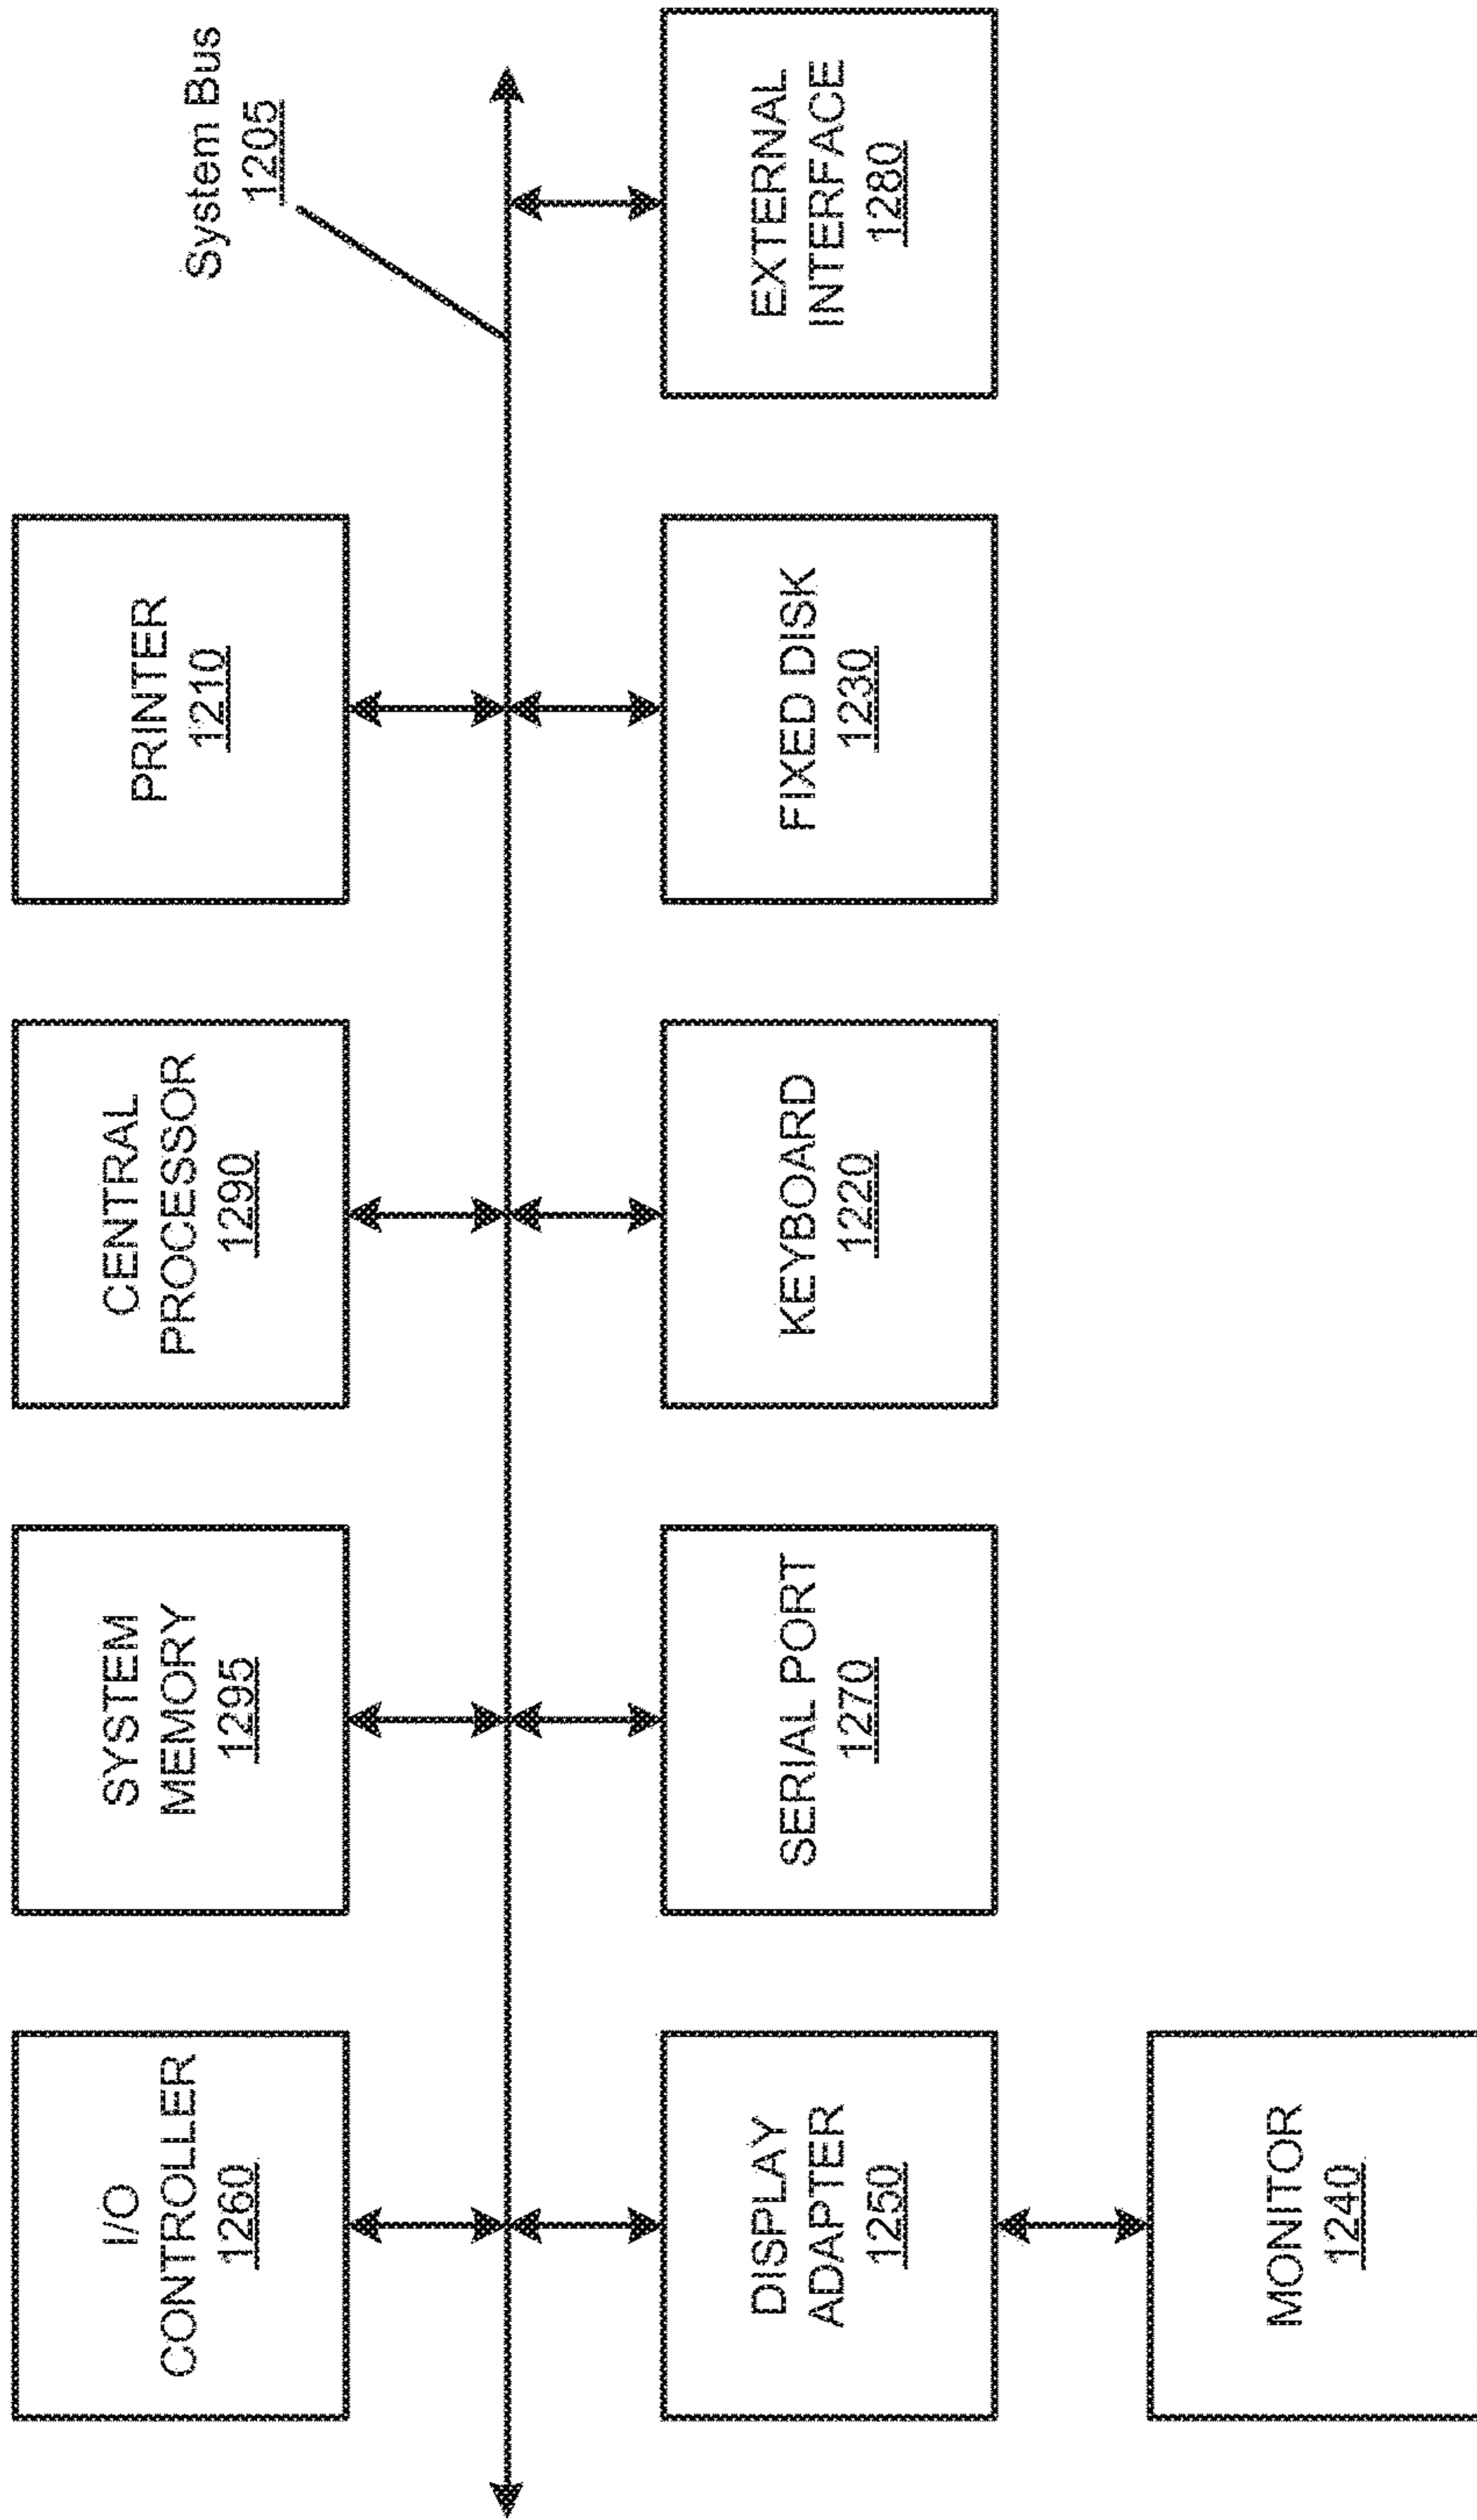 System Bus
1205
I/O
CONTROLLER
1260
SYSTEM
MEMORY
1295
CENTRAL
PROCESSOR
1290
PRINTER
1210
DISPLAY
ADAPTER
1250
SERIAL PORT
1270
KEYBOARD
1220
FIXED DISK
1230
EXTERNAL
INTERFACE
1280
MONITOR
1240